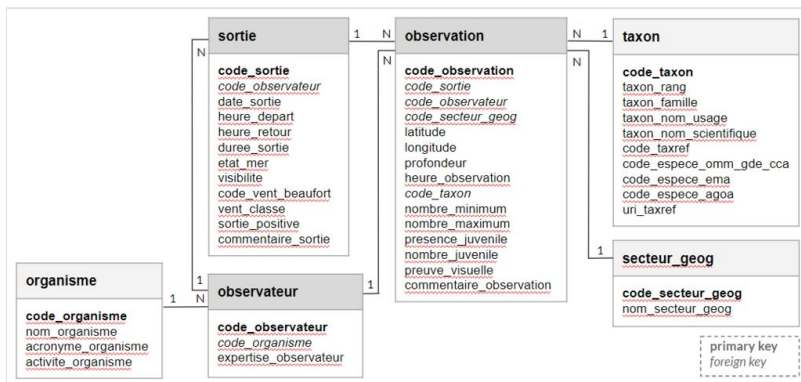 sortie
code_sortie
code_observateur
date_sortie
heure_depart
heure_retour
duree_sortie
etat_mer
visibilite
code_vent_beaufort
vent_classe
sortie_positive
commentaire_sortie
1
N
N
observation
code_observation
code_sortie
code_observateur
code_secteur_geog
latitude
longitude
profondeur
heure_observation
code_taxon
nombre_minimum
nombre_maximum
presence_juvenile
nombre_juvenile
preuve_visuelle
commentaire_observation
N
N
1
N
taxon
code_taxon
taxon_rang
taxon_famille
taxon_nom_usage
taxon_nom_scientifique
code_taxref
code_espece_omm_gde_cca
code_espece_ema
code_espece_agoa
uri_taxref
1
secteur_geog
code_secteur_geog
nom_secteur_geog
organisme
code_organisme
nom_organisme
acronyme_organisme
activite_organisme
1
N
1
observateur
code_observateur
code_organisme
expertise_observateur
1
primary key
foreign key